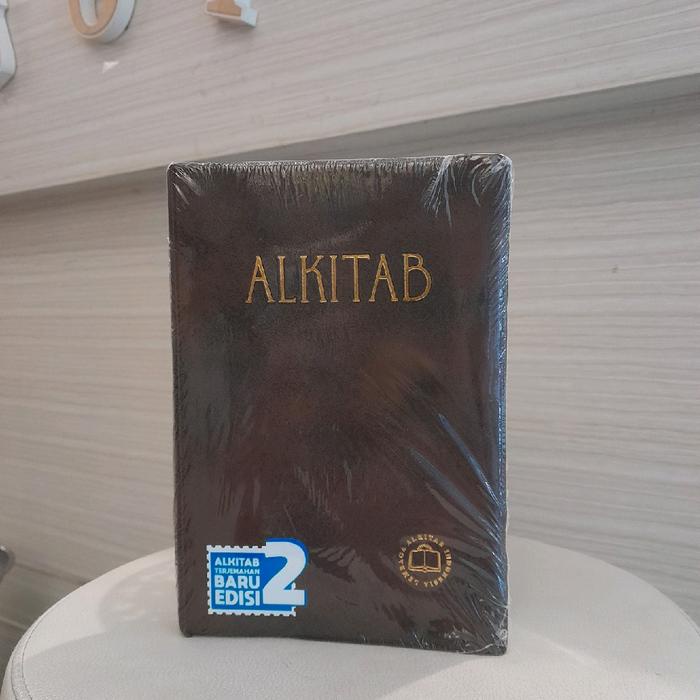 ALKITAB
ALKITAB
TERJEMAHAN
BARU
EDISI 2
LEMBAGA ALKITAB INDONESIA